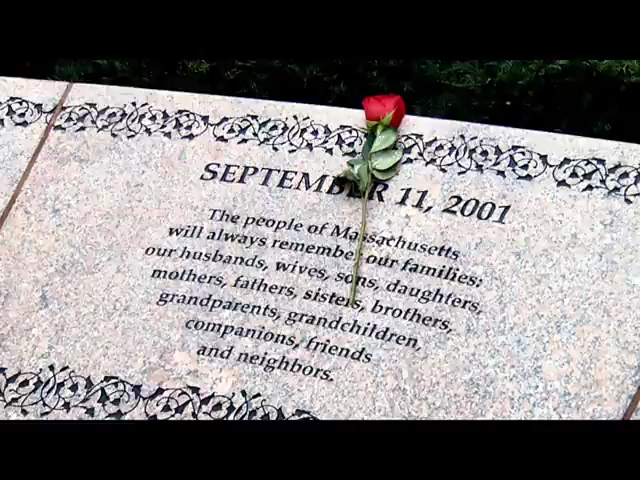 SEPTEMBER 11, 2001
The people of Massachusetts
will always remember our families:
our husbands, wives, sons, daughters,
mothers, fathers, sisters, brothers,
grandparents, grandchildren,
companions, friends
and neighbors.